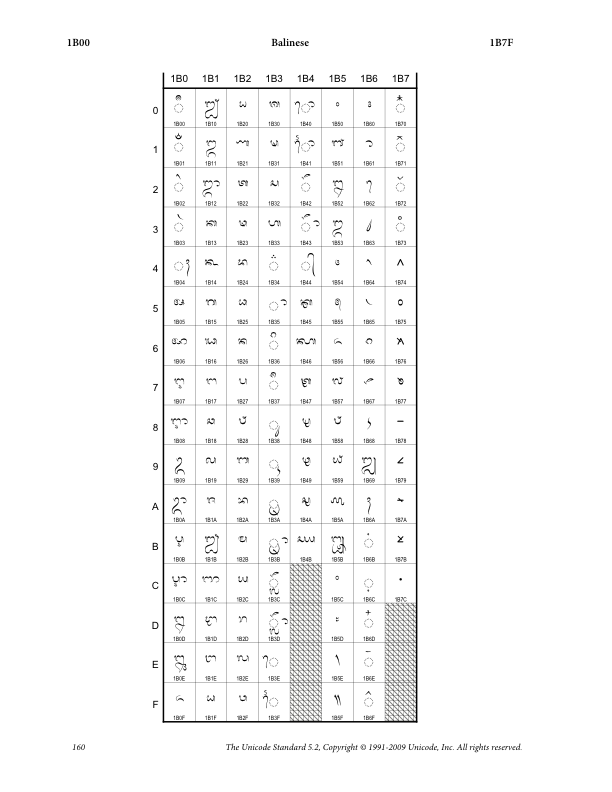 1B00 Balinese 1B7F
1B0 1B1 1B2 1B3 1B4 1B5 1B6 1B7
0 ◌ᬀ ᬐ ᬠ ᬰ ◌ᭀ ᭐ ᭠ ◌᭰
1B00 1B10 1B20 1B30 1B40 1B50 1B60 1B70
1 ◌ᬁ ᬑ ᬡ ᬱ ◌ᭁ ᭑ ᭡ ◌᭱
1B01 1B11 1B21 1B31 1B41 1B51 1B61 1B71
2 ◌ᬂ ᬒ ᬢ ᬲ ◌ᭂ ᭒ ᭢ ◌᭲
1B02 1B12 1B22 1B32 1B42 1B52 1B62 1B72
3 ◌ᬃ ᬓ ᬣ ᬳ ◌ᭃ ᭓ ᭣ ◌᭳
1B03 1B13 1B23 1B33 1B43 1B53 1B63 1B73
4 ◌ᬄ ᬔ ᬤ ◌᬴ ◌᭄ ᭔ ᭤ ᭴
1B04 1B14 1B24 1B34 1B44 1B54 1B64 1B74
5 ᬅ ᬕ ᬥ ◌ᬵ ᭅ ᭕ ᭥ ᭵
1B05 1B15 1B25 1B35 1B45 1B55 1B65 1B75
6 ᬆ ᬖ ᬦ ◌ᬶ ᭆ ᭖ ᭦ ᭶
1B06 1B16 1B26 1B36 1B46 1B56 1B66 1B76
7 ᬇ ᬗ ᬧ ◌ᬷ ᭇ ᭗ ᭧ ᭷
1B07 1B17 1B27 1B37 1B47 1B57 1B67 1B77
8 ᬈ ᬘ ᬨ ◌ᬸ ᭈ ᭘ ᭨ ᭸
1B08 1B18 1B28 1B38 1B48 1B58 1B68 1B78
9 ᬉ ᬙ ᬩ ◌ᬹ ᭉ ᭙ ᭩ ᭹
1B09 1B19 1B29 1B39 1B49 1B59 1B69 1B79
A ᬊ ᬚ ᬪ ◌ᬺ ᭊ ᭚ ᭪ ᭺
1B0A 1B1A 1B2A 1B3A 1B4A 1B5A 1B6A 1B7A
B ᬋ ᬛ ᬫ ◌ᬻ ᭋ ᭛ ◌᭫ ᭻
1B0B 1B1B 1B2B 1B3B 1B4B 1B5B 1B6B 1B7B
C ᬌ ᬜ ᬬ ◌ᬼ ᭜ ◌᭬ ᭼
1B0C 1B1C 1B2C 1B3C 1B5C 1B6C 1B7C
D ᬍ ᬝ ᬭ ◌ᬽ ᭝ ◌᭭
1B0D 1B1D 1B2D 1B3D 1B5D 1B6D
E ᬎ ᬞ ᬮ ◌ᬾ ᭞ ◌᭮
1B0E 1B1E 1B2E 1B3E 1B5E 1B6E
F ᬏ ᬟ ᬯ ◌ᬿ ᭟ ◌᭯
1B0F 1B1F 1B2F 1B3F 1B5F 1B6F
160 The Unicode Standard 5.2, Copyright © 1991-2009 Unicode, Inc. All rights reserved.